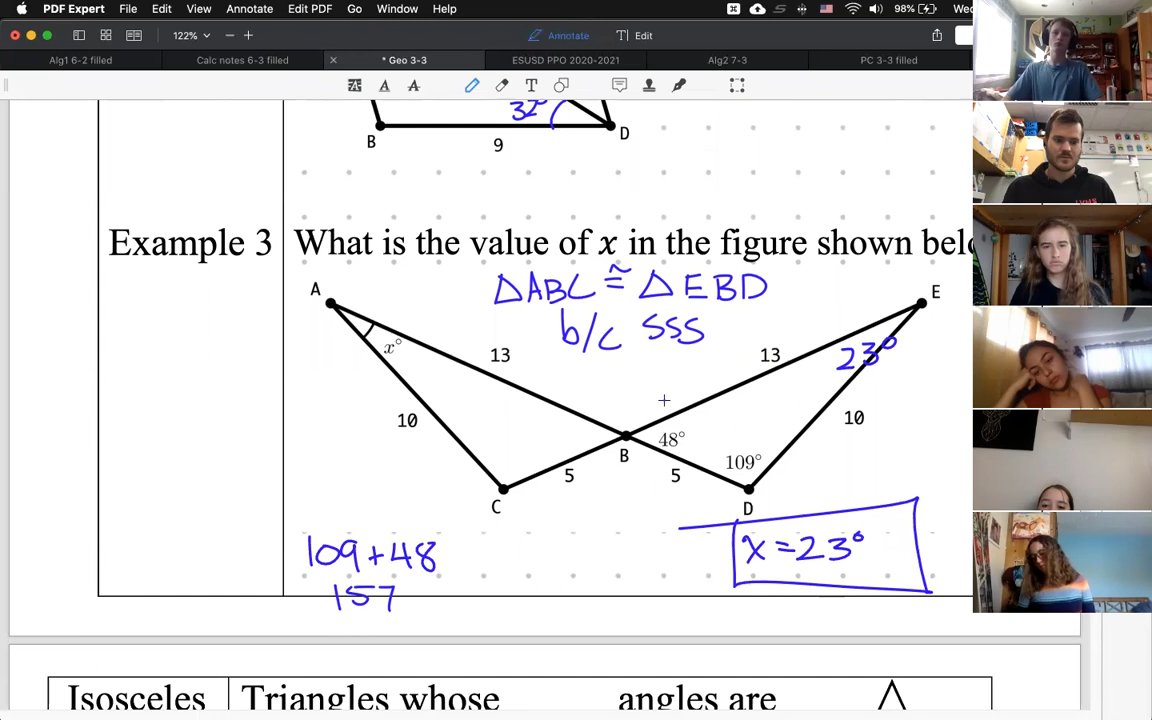 PDF Expert File Edit View Annotate Edit PDF Go Window Help 98% Wed
122% Annotate Edit
Alg1 6-2 filled Calc notes 6-3 filled * Geo 3-3 ESUSD PPO 2020-2021 Alg2 7-3 PC 3-3 filled
32°
B D
9
Example 3 What is the value of x in the figure shown belo
△ABC ≅ △EBD
A E
b/c SSS
x° 13 13 23°
10 10
48°
B 109°
5 5
C D
109+48 x=23°
157
Isosceles Triangles whose angles are